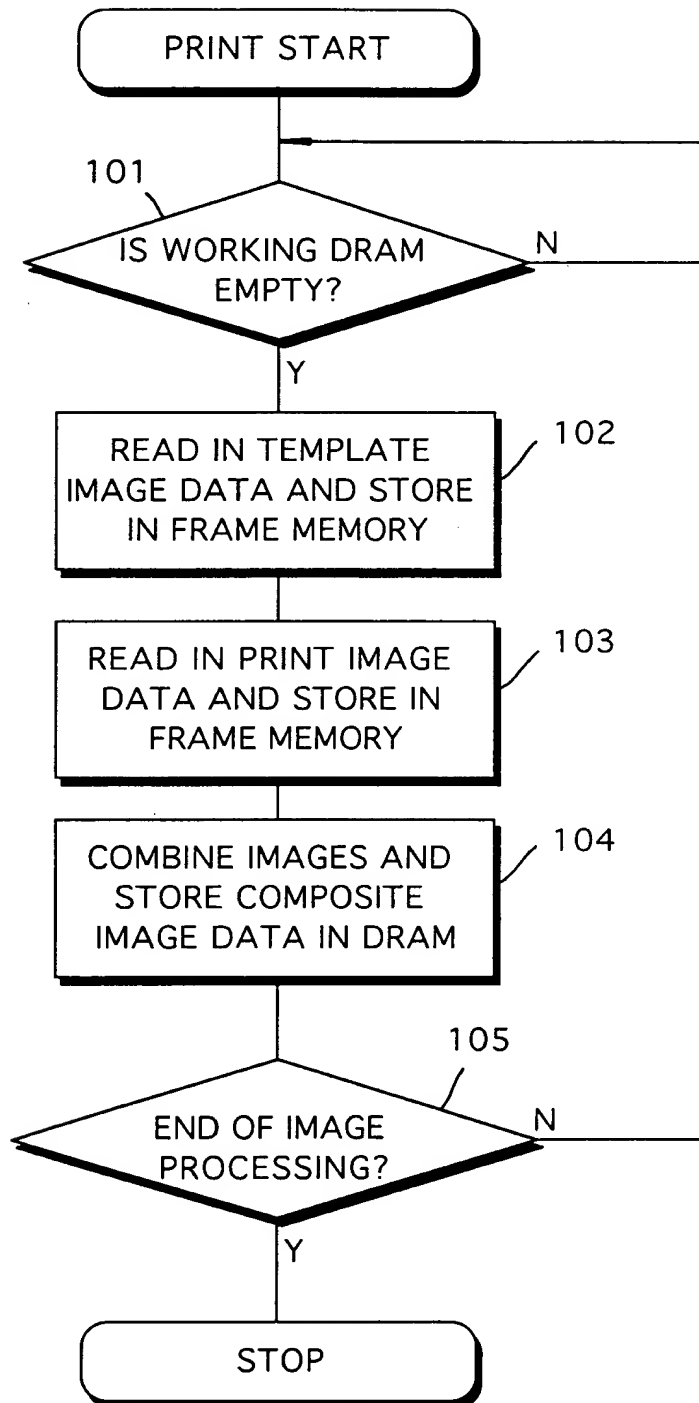 PRINT START
101
IS WORKING DRAM
EMPTY?
N
Y
READ IN TEMPLATE
IMAGE DATA AND STORE
IN FRAME MEMORY
102
READ IN PRINT IMAGE
DATA AND STORE IN
FRAME MEMORY
103
COMBINE IMAGES AND
STORE COMPOSITE
IMAGE DATA IN DRAM
104
105
END OF IMAGE
PROCESSING?
N
Y
STOP